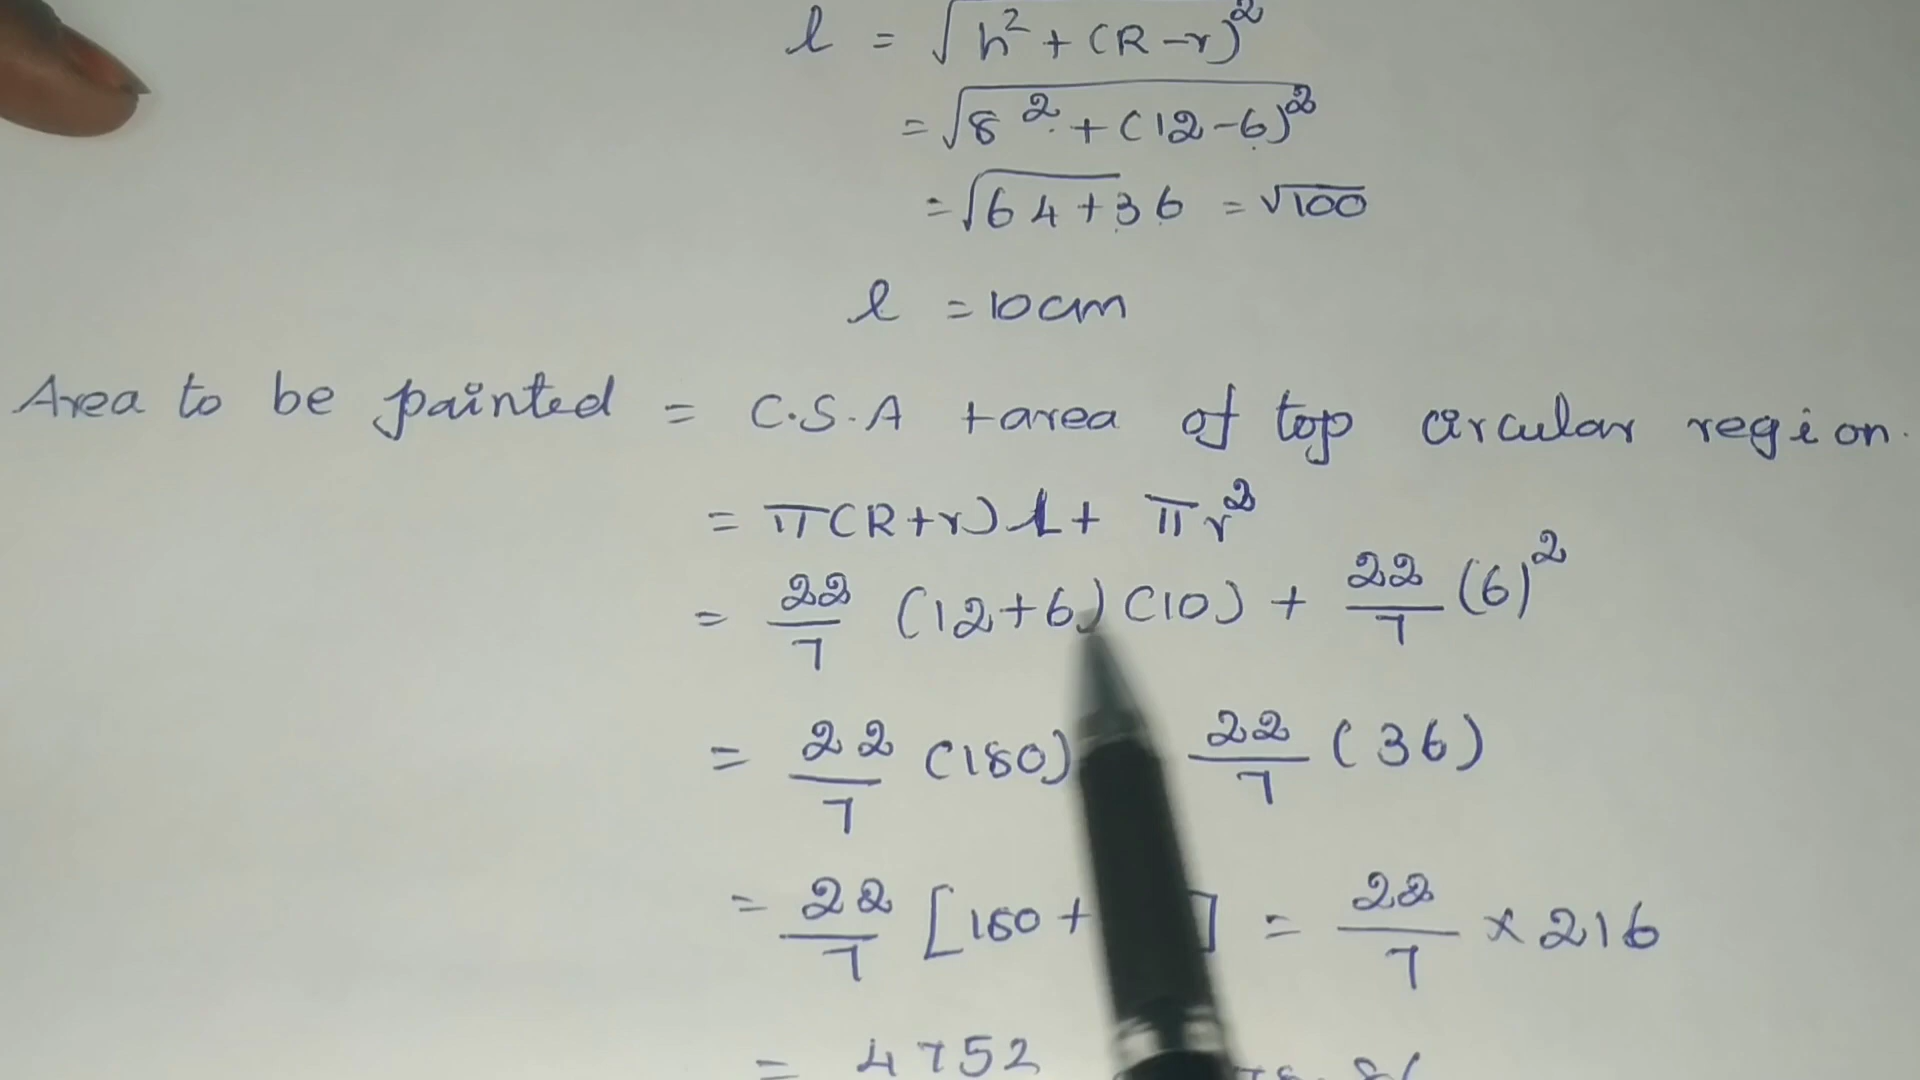 l = √h² + (R-r)²
= √8² + (12-6)²
= √64+36 = √100
l = 10cm
Area to be painted = C.S.A + area of top circular region.
= π(R+r)l + πr²
= 22/7 (12+6) (10) + 22/7 (6)²
= 22/7 (180) 22/7 (36)
= 22/7 [180 + ] = 22/7 × 216
= 4752